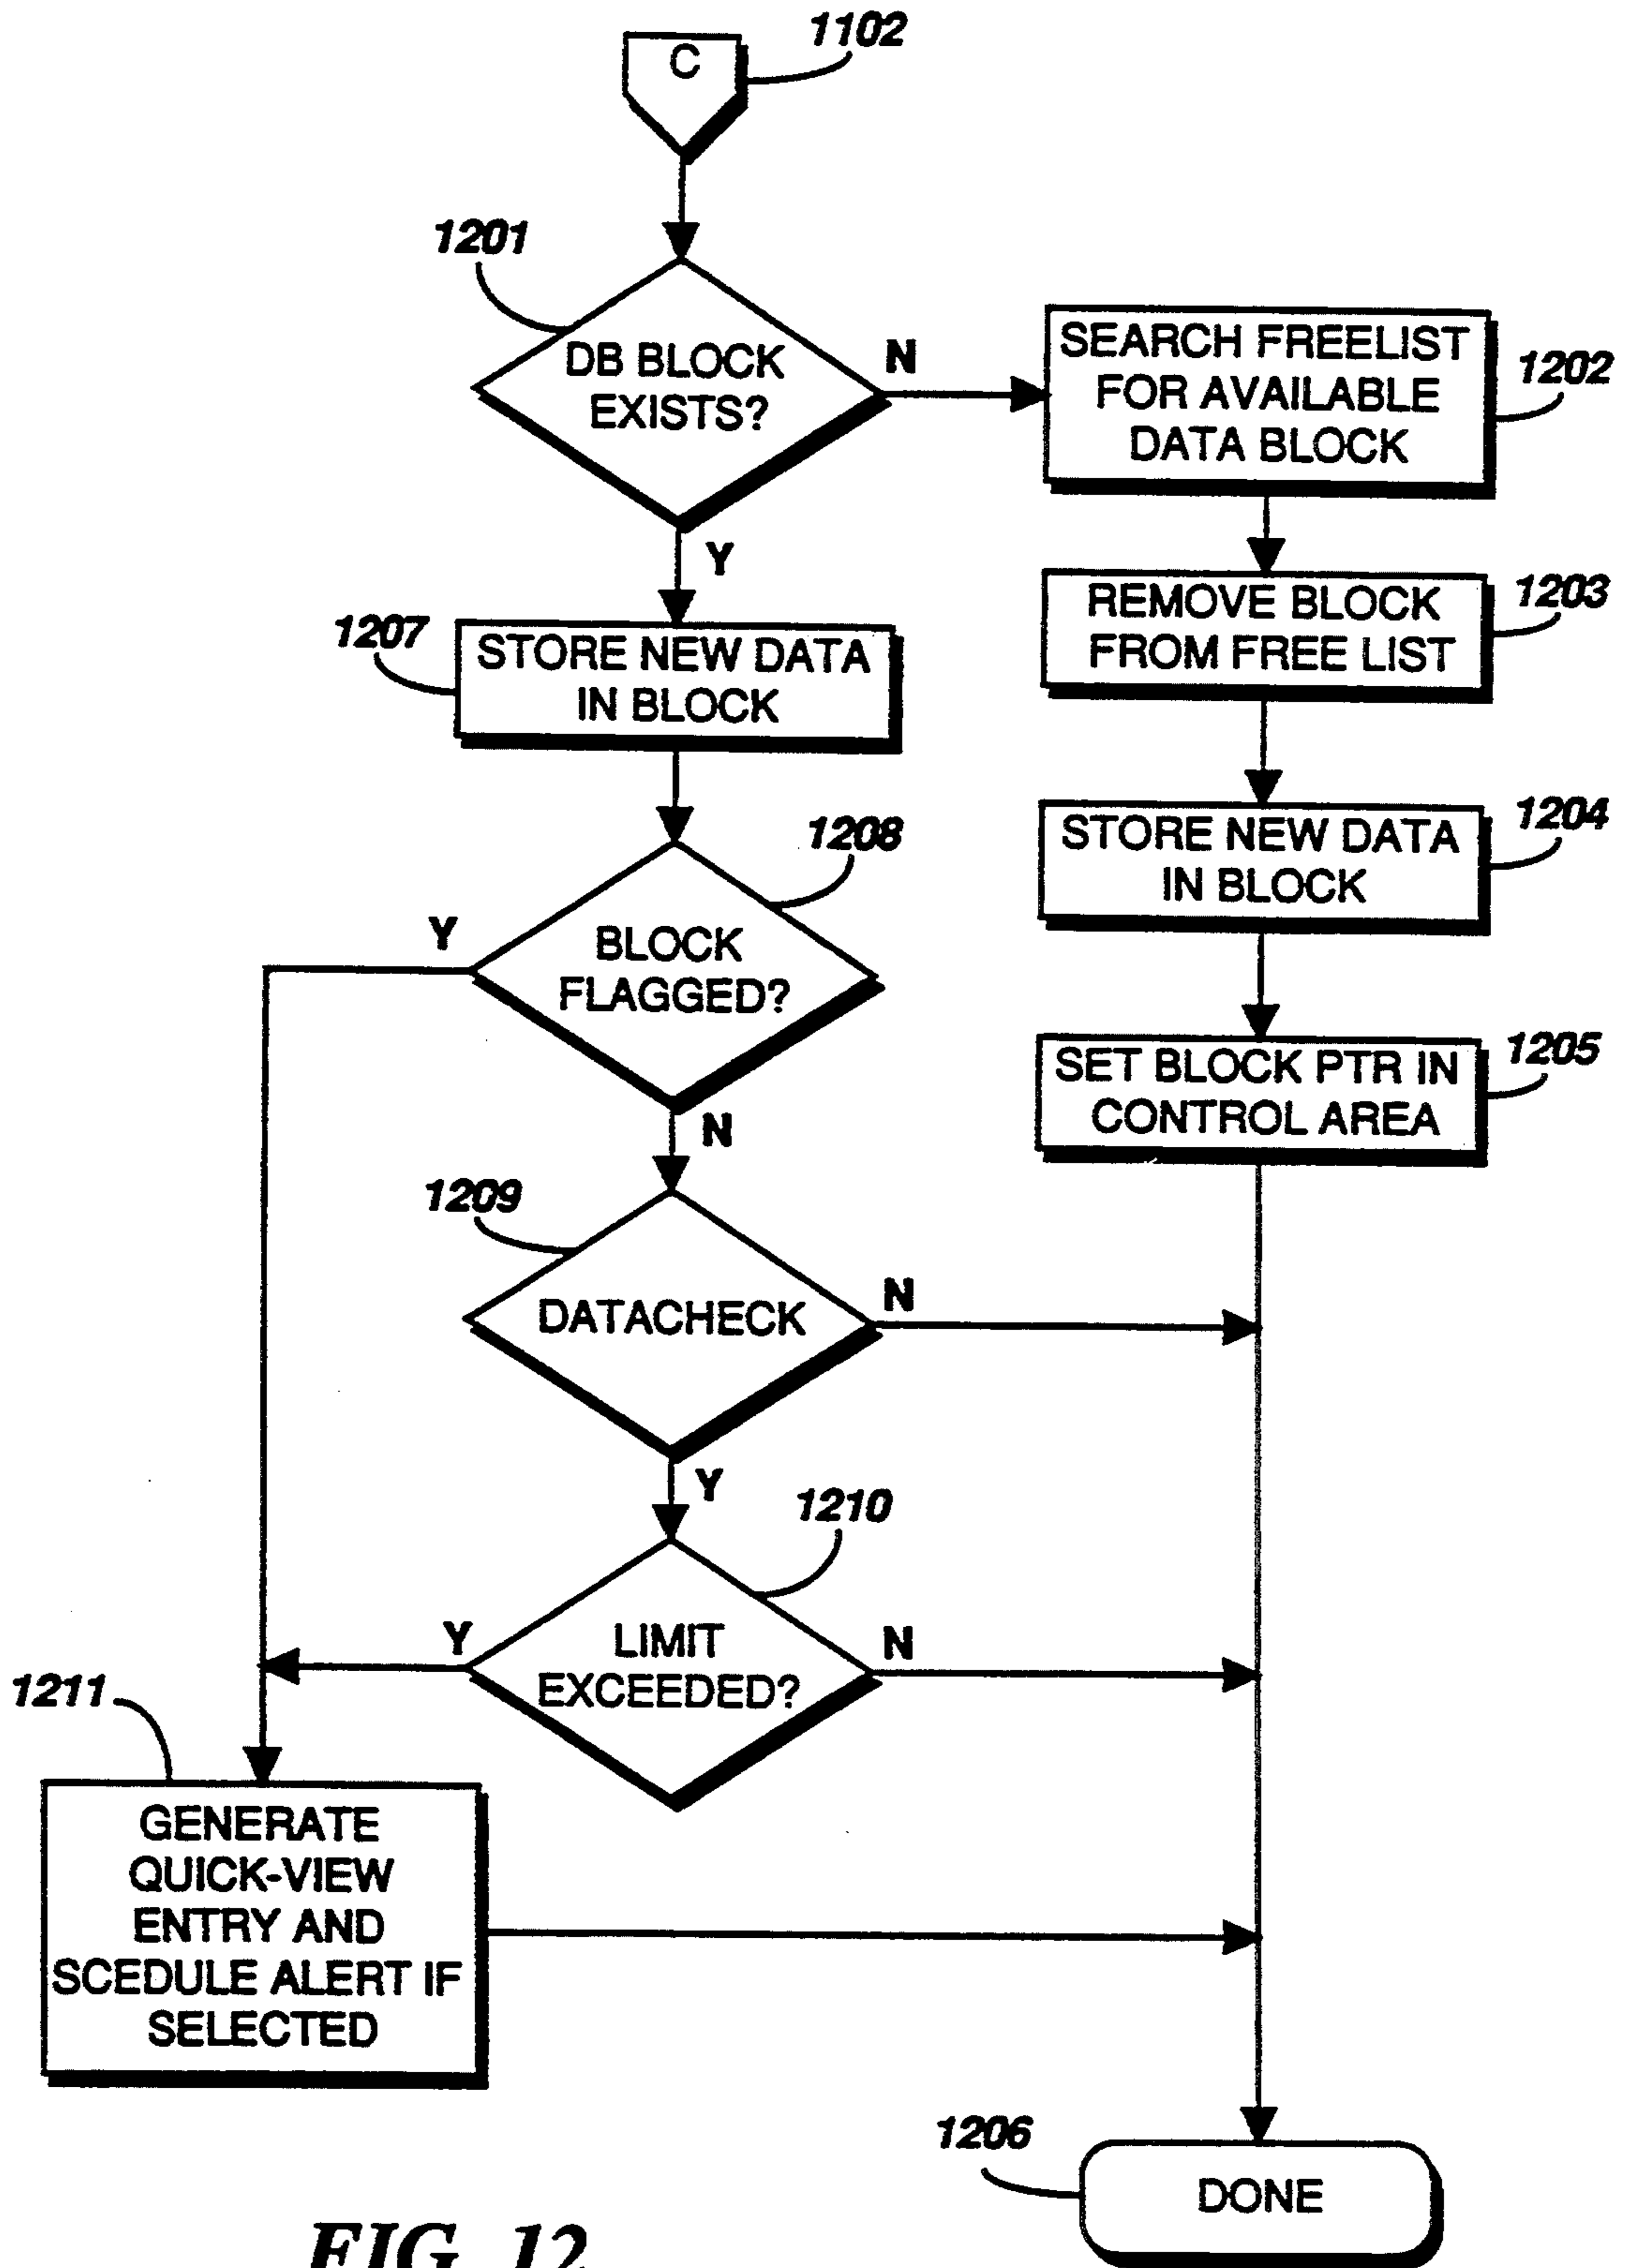 C
1102
1201
DB BLOCK
EXISTS?
N
SEARCH FREELIST
FOR AVAILABLE
DATA BLOCK
1202
Y
REMOVE BLOCK
FROM FREE LIST
1203
1207
STORE NEW DATA
IN BLOCK
STORE NEW DATA
IN BLOCK
1204
1208
Y
BLOCK
FLAGGED?
N
SET BLOCK PTR IN
CONTROL AREA
1205
1209
DATACHECK
N
Y
1210
Y
LIMIT
EXCEEDED?
N
1211
GENERATE
QUICK-VIEW
ENTRY AND
SCEDULE ALERT IF
SELECTED
1206
DONE
FIG. 12